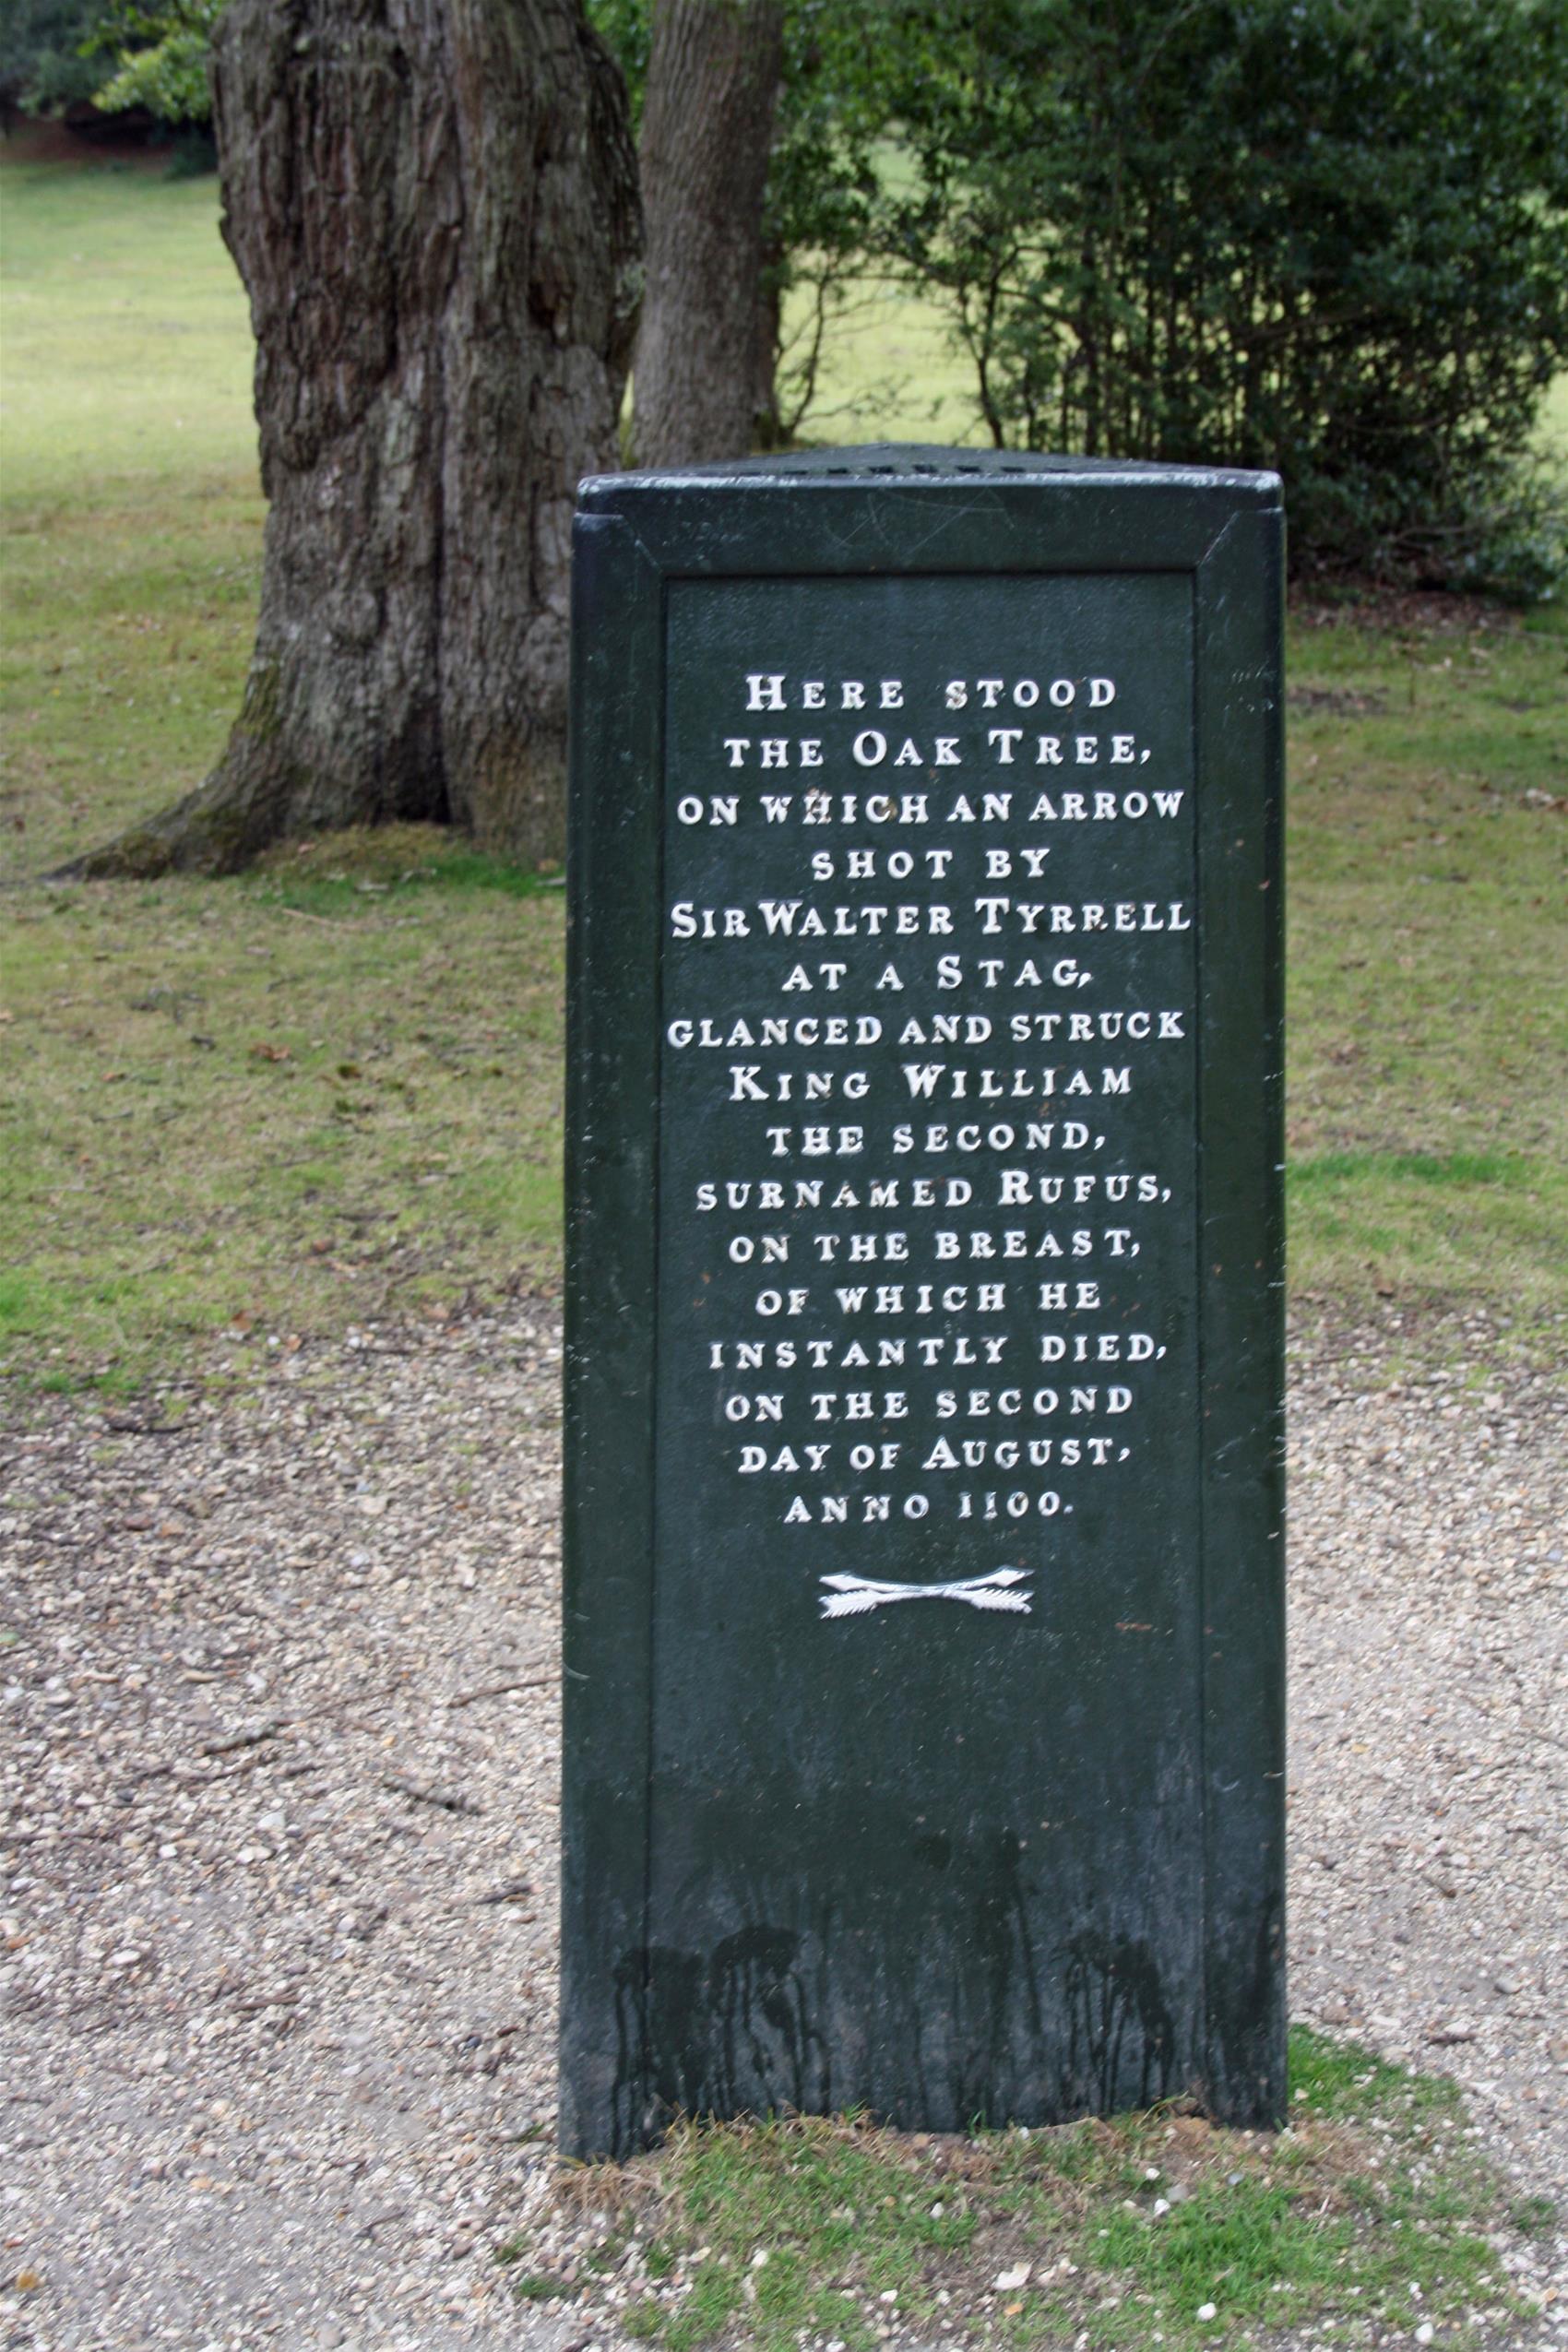 HERE STOOD
THE OAK TREE,
ON WHICH AN ARROW
SHOT BY
SIR WALTER TYRRELL
AT A STAG,
GLANCED AND STRUCK
KING WILLIAM
THE SECOND,
SURNAMED RUFUS,
ON THE BREAST,
OF WHICH HE
INSTANTLY DIED,
ON THE SECOND
DAY OF AUGUST,
ANNO 1100.